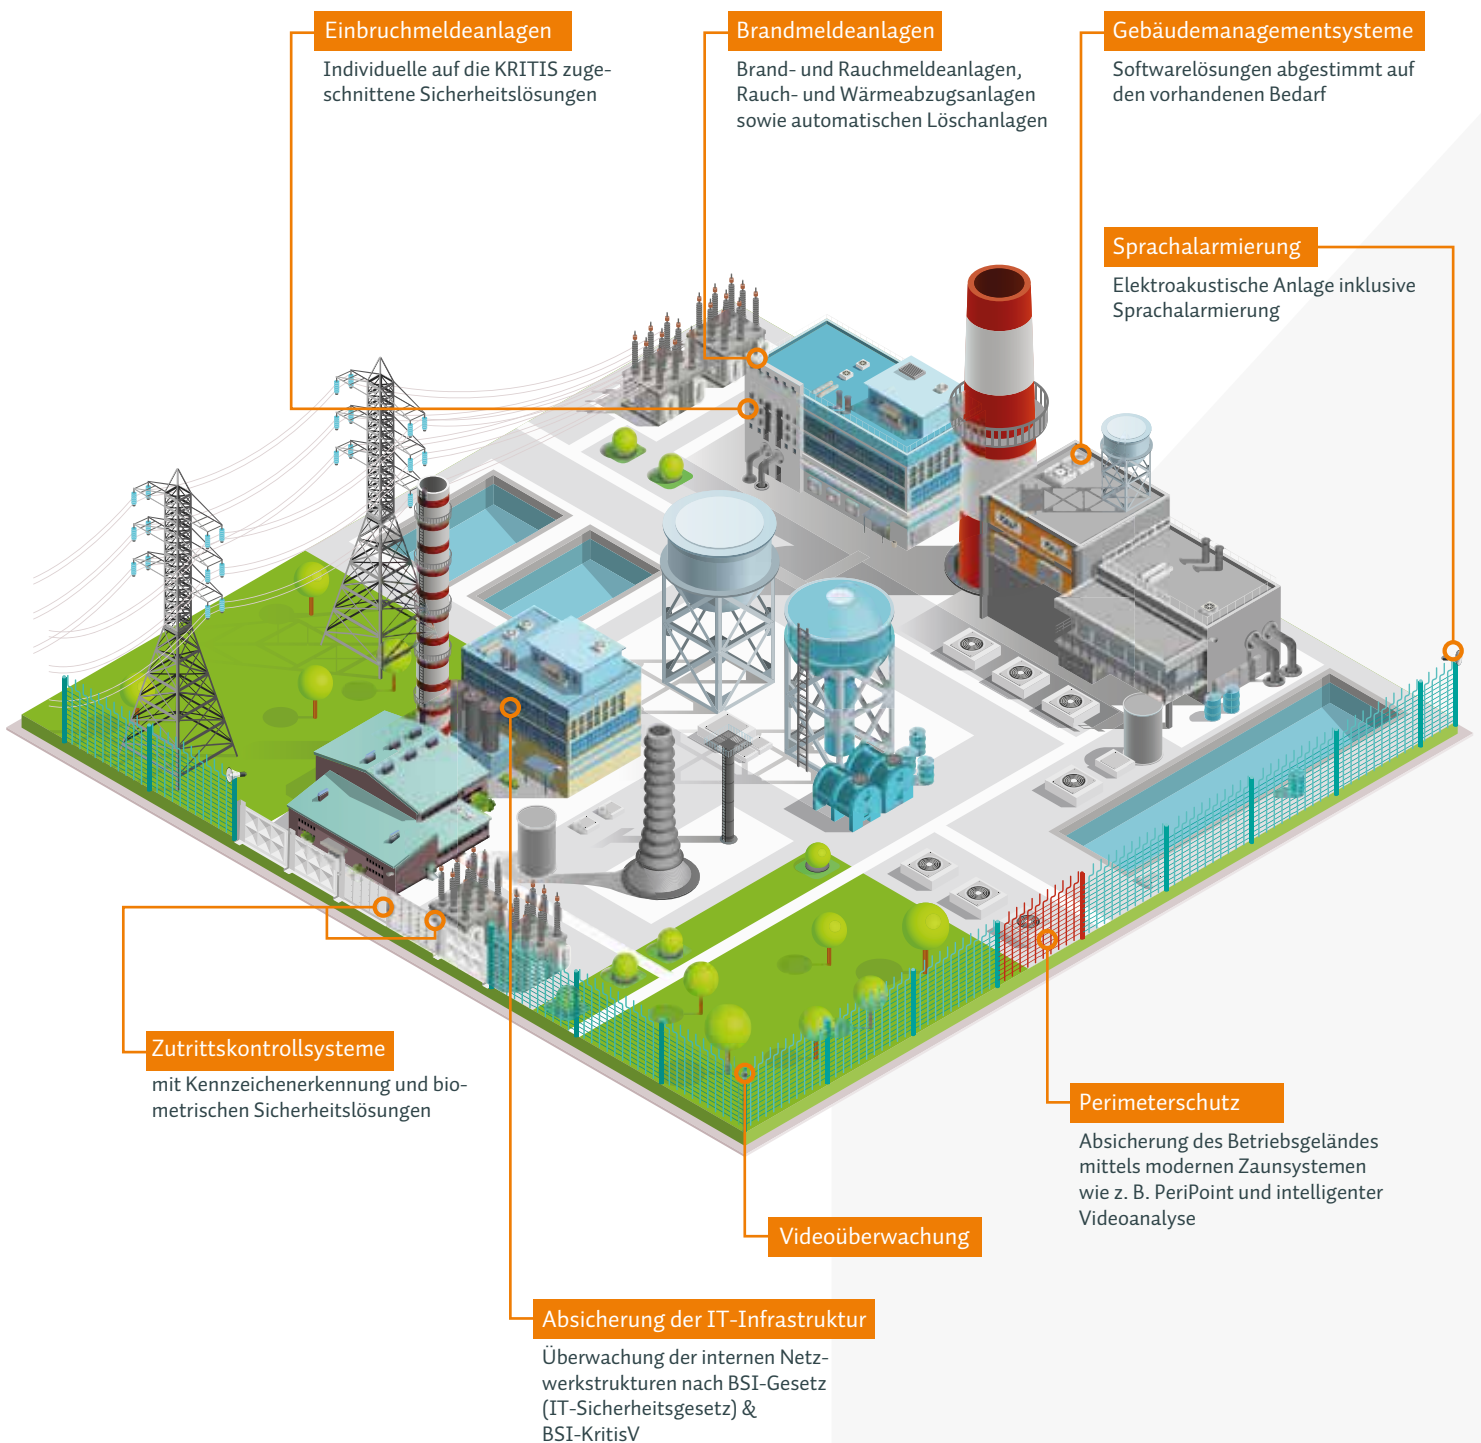 Einbruchmeldeanlagen
Individuelle auf die KRITIS zuge-
schnittene Sicherheitslösungen
Brandmeldeanlagen
Brand- und Rauchmeldeanlagen,
Rauch- und Wärmeabzugsanlagen
sowie automatischen Löschanlagen
Gebäudemanagementsysteme
Softwarelösungen abgestimmt auf
den vorhandenen Bedarf
Sprachalarmierung
Elektroakustische Anlage inklusive
Sprachalarmierung
Zutrittskontrollsysteme
mit Kennzeichenerkennung und bio-
metrischen Sicherheitslösungen
Perimeterschutz
Absicherung des Betriebsgeländes
mittels modernen Zaunsystemen
wie z. B. PeriPoint und intelligenter
Videoanalyse
Videoüberwachung
Absicherung der IT-Infrastruktur
Überwachung der internen Netz-
werkstrukturen nach BSI-Gesetz
(IT-Sicherheitsgesetz) &
BSI-KritisV